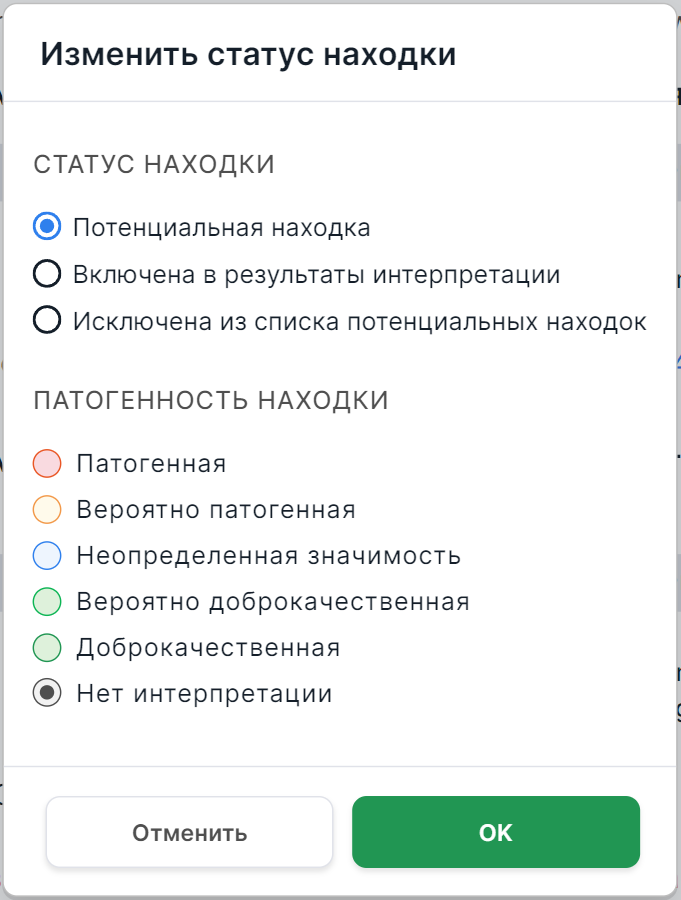 Изменить статус находки
СТАТУС НАХОДКИ
Потенциальная находка
Включена в результаты интерпретации
Исключена из списка потенциальных находок
ПАТОГЕННОСТЬ НАХОДКИ
Патогенная
Вероятно патогенная
Неопределенная значимость
Вероятно доброкачественная
Доброкачественная
Нет интерпретации
Отменить
OK